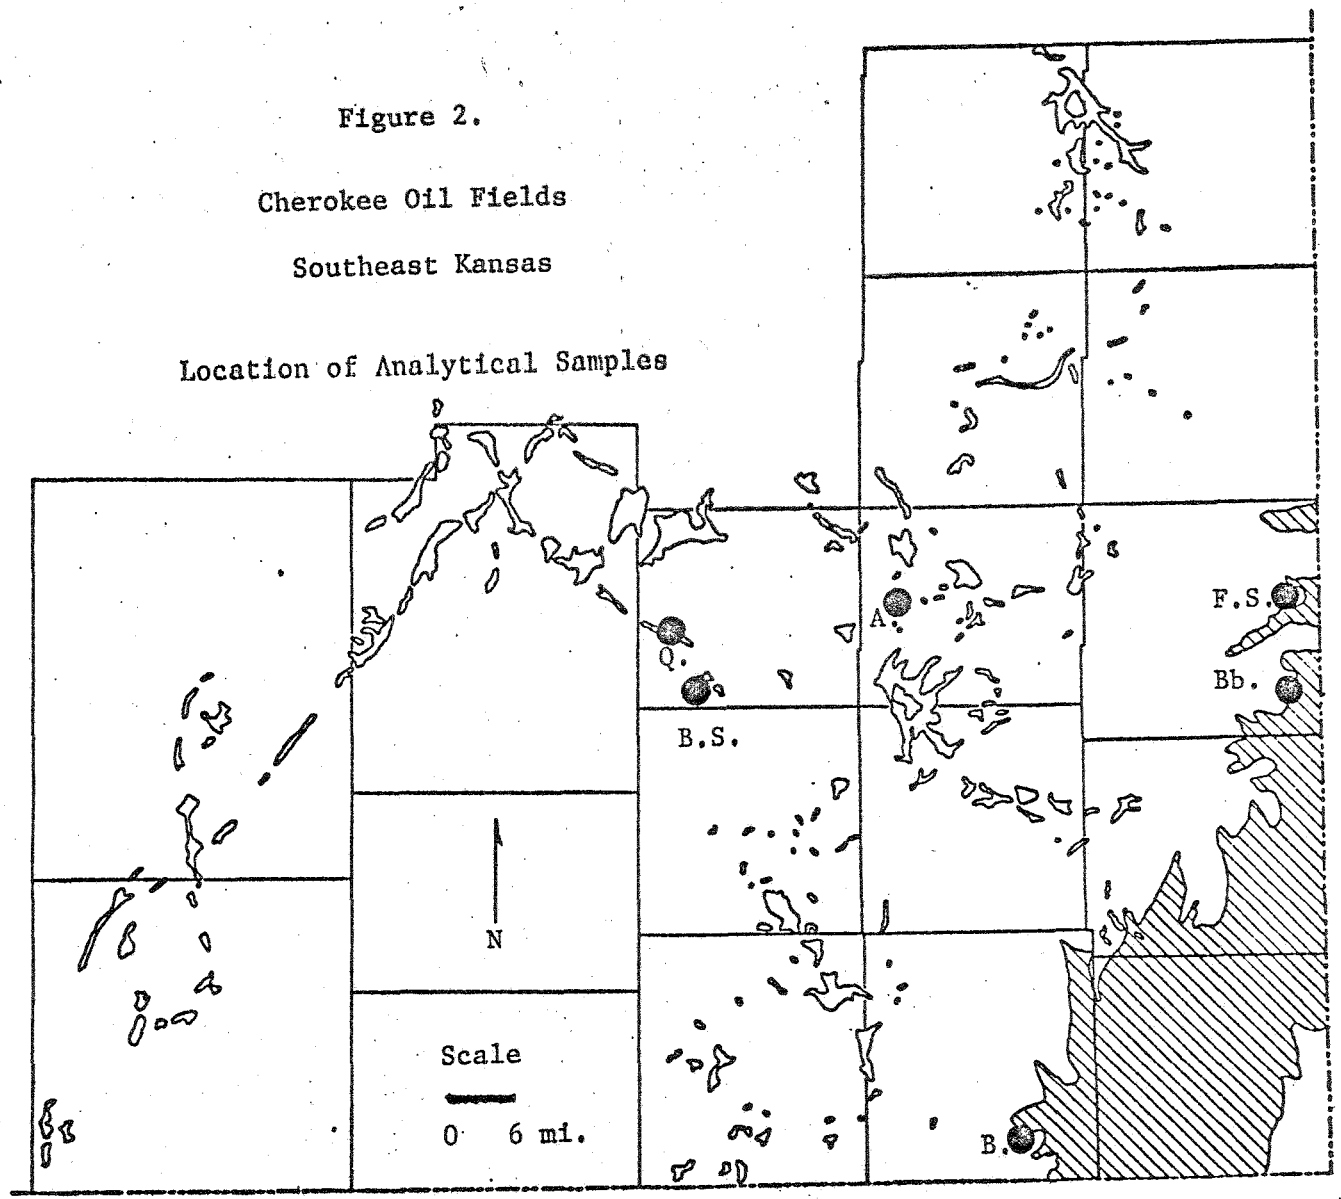 Figure 2.
Cherokee Oil Fields
Southeast Kansas
Location of Analytical Samples
F.S.
A
Q.
Bb.
B.S.
N
Scale
0 6 mi.
B.